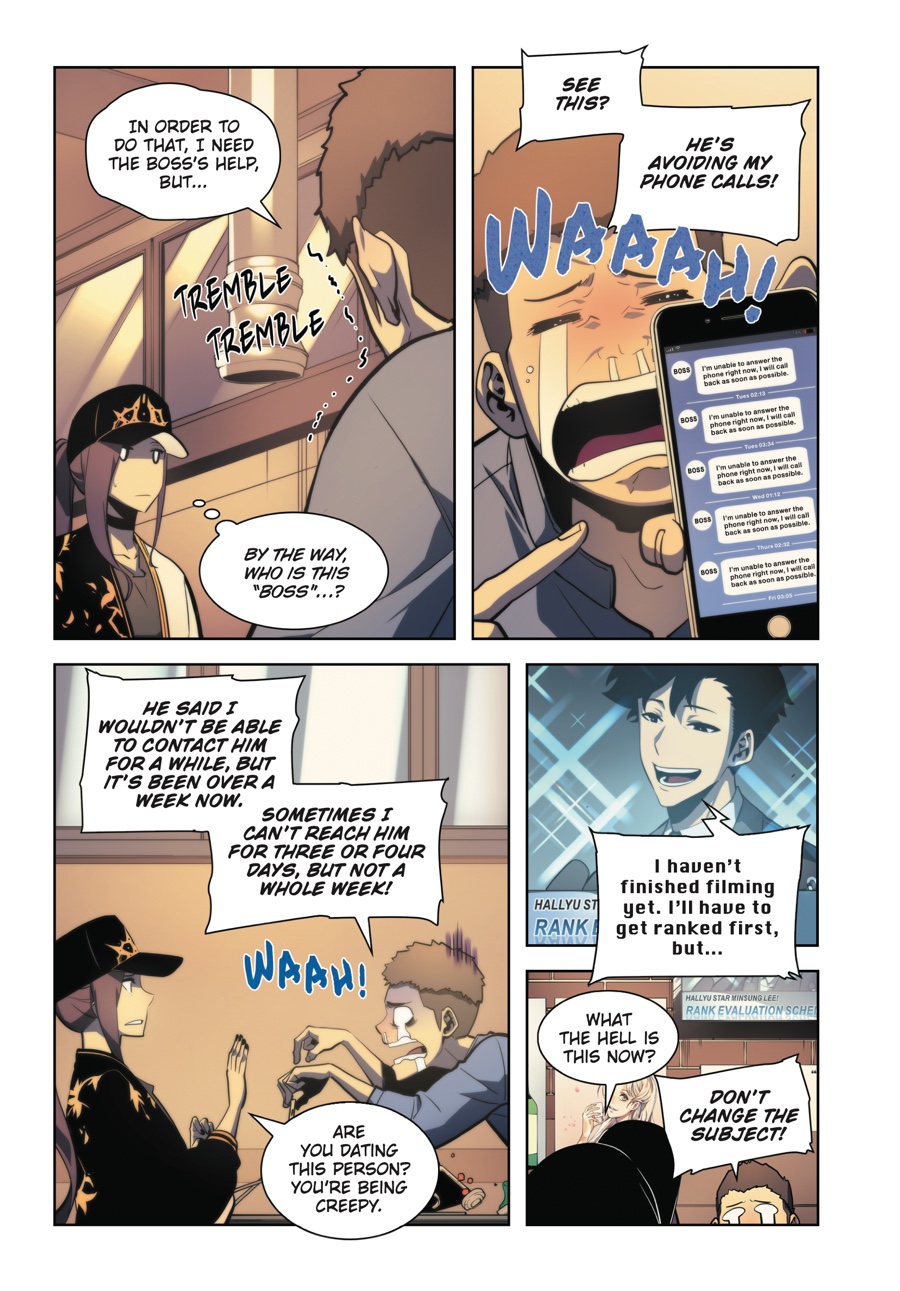 IN ORDER TO
DO THAT, I NEED
THE BOSS'S HELP,
BUT...
TREMBLE
TREMBLE
BY THE WAY,
WHO IS THIS
"BOSS"...?
SEE
THIS?
HE'S
AVOIDING MY
PHONE CALLS!
WAAAH!
BOSS
I'm unable to answer the
phone right now, I will call
back as soon as possible.
Tues 02:13
BOSS
I'm unable to answer the
phone right now, I will call
back as soon as possible.
Tues 03:24
BOSS
I'm unable to answer the
phone right now, I will call
back as soon as possible.
Wed 01:12
BOSS
I'm unable to answer the
phone right now, I will call
back as soon as possible.
Thurs 02:32
BOSS
I'm unable to answer the
phone right now, I will call
back as soon as possible.
Fri 03:05
HE SAID I
WOULDN'T BE ABLE
TO CONTACT HIM
FOR A WHILE, BUT
IT'S BEEN OVER A
WEEK NOW.
SOMETIMES I
CAN'T REACH HIM
FOR THREE OR FOUR
DAYS, BUT NOT A
WHOLE WEEK!
WAAH!
ARE
YOU DATING
THIS PERSON?
YOU'RE BEING
CREEPY.
I haven't
finished filming
yet. I'll have to
get ranked first,
but...
HALLYU ST
RANK E
HALLYU STAR MINSUNG LEE!
RANK EVALUATION SCHE
WHAT
THE HELL IS
THIS NOW?
DON'T
CHANGE THE
SUBJECT!